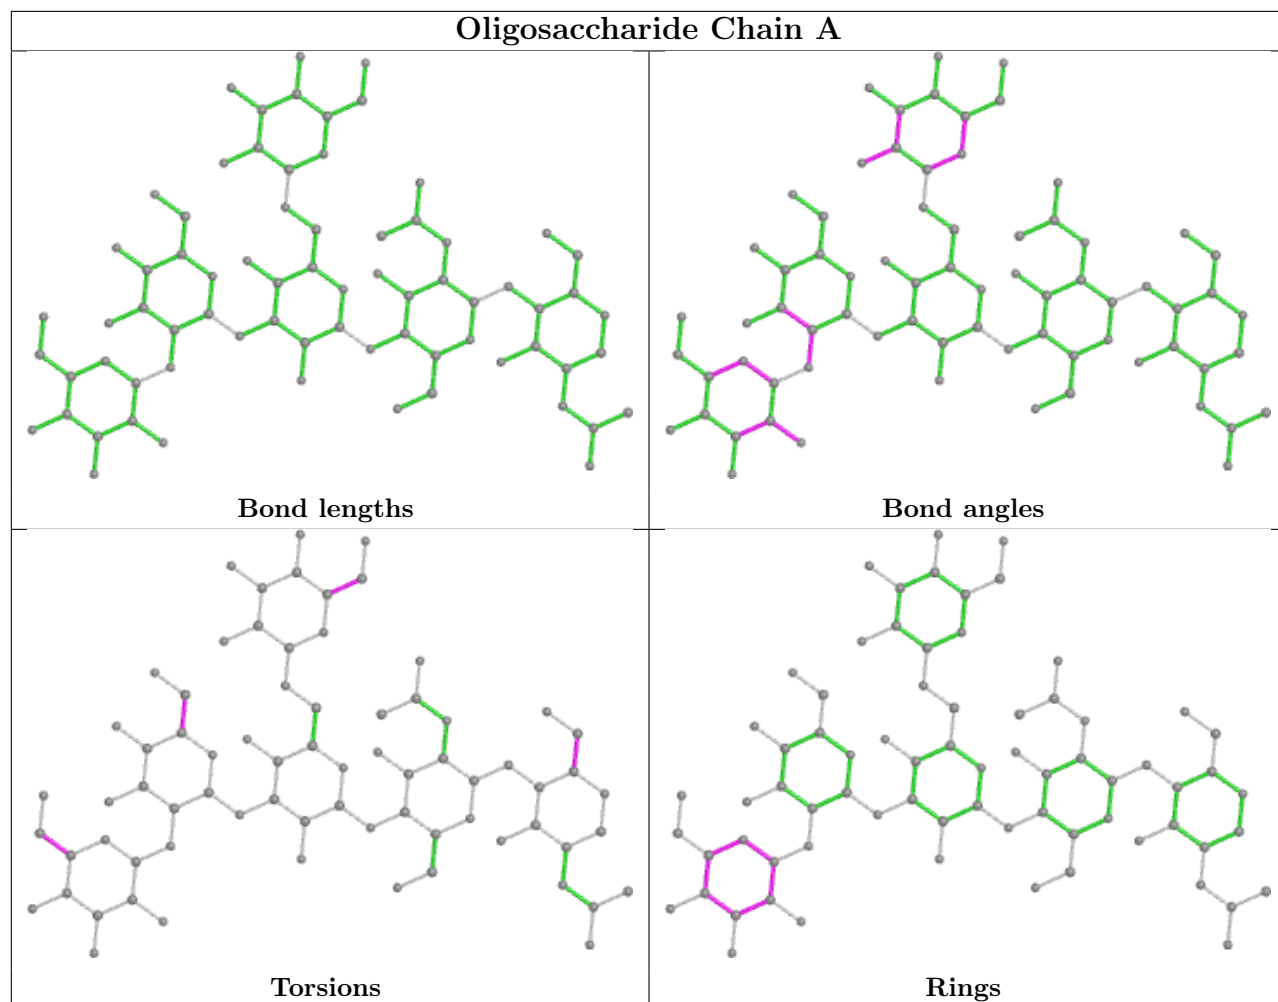 Oligosaccharide Chain A
Bond lengths
Bond angles
Torsions
Rings